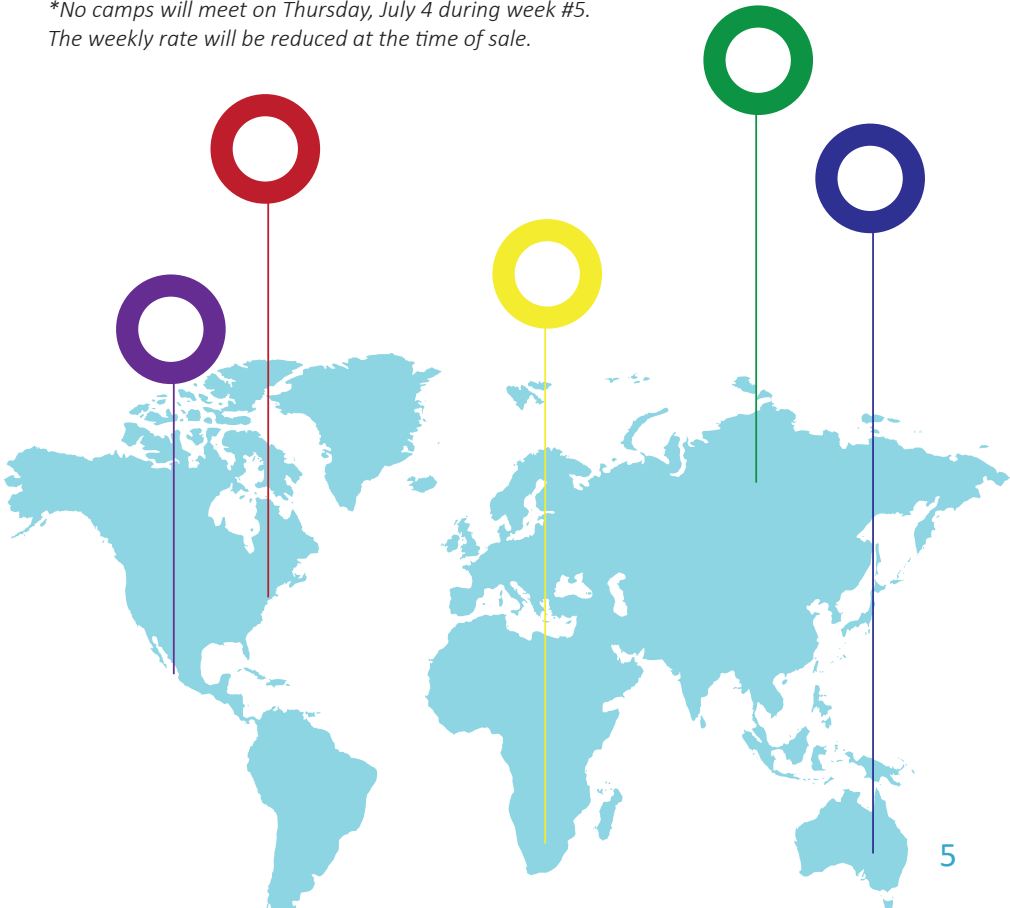 *No camps will meet on Thursday, July 4 during week #5.
The weekly rate will be reduced at the time of sale.
5